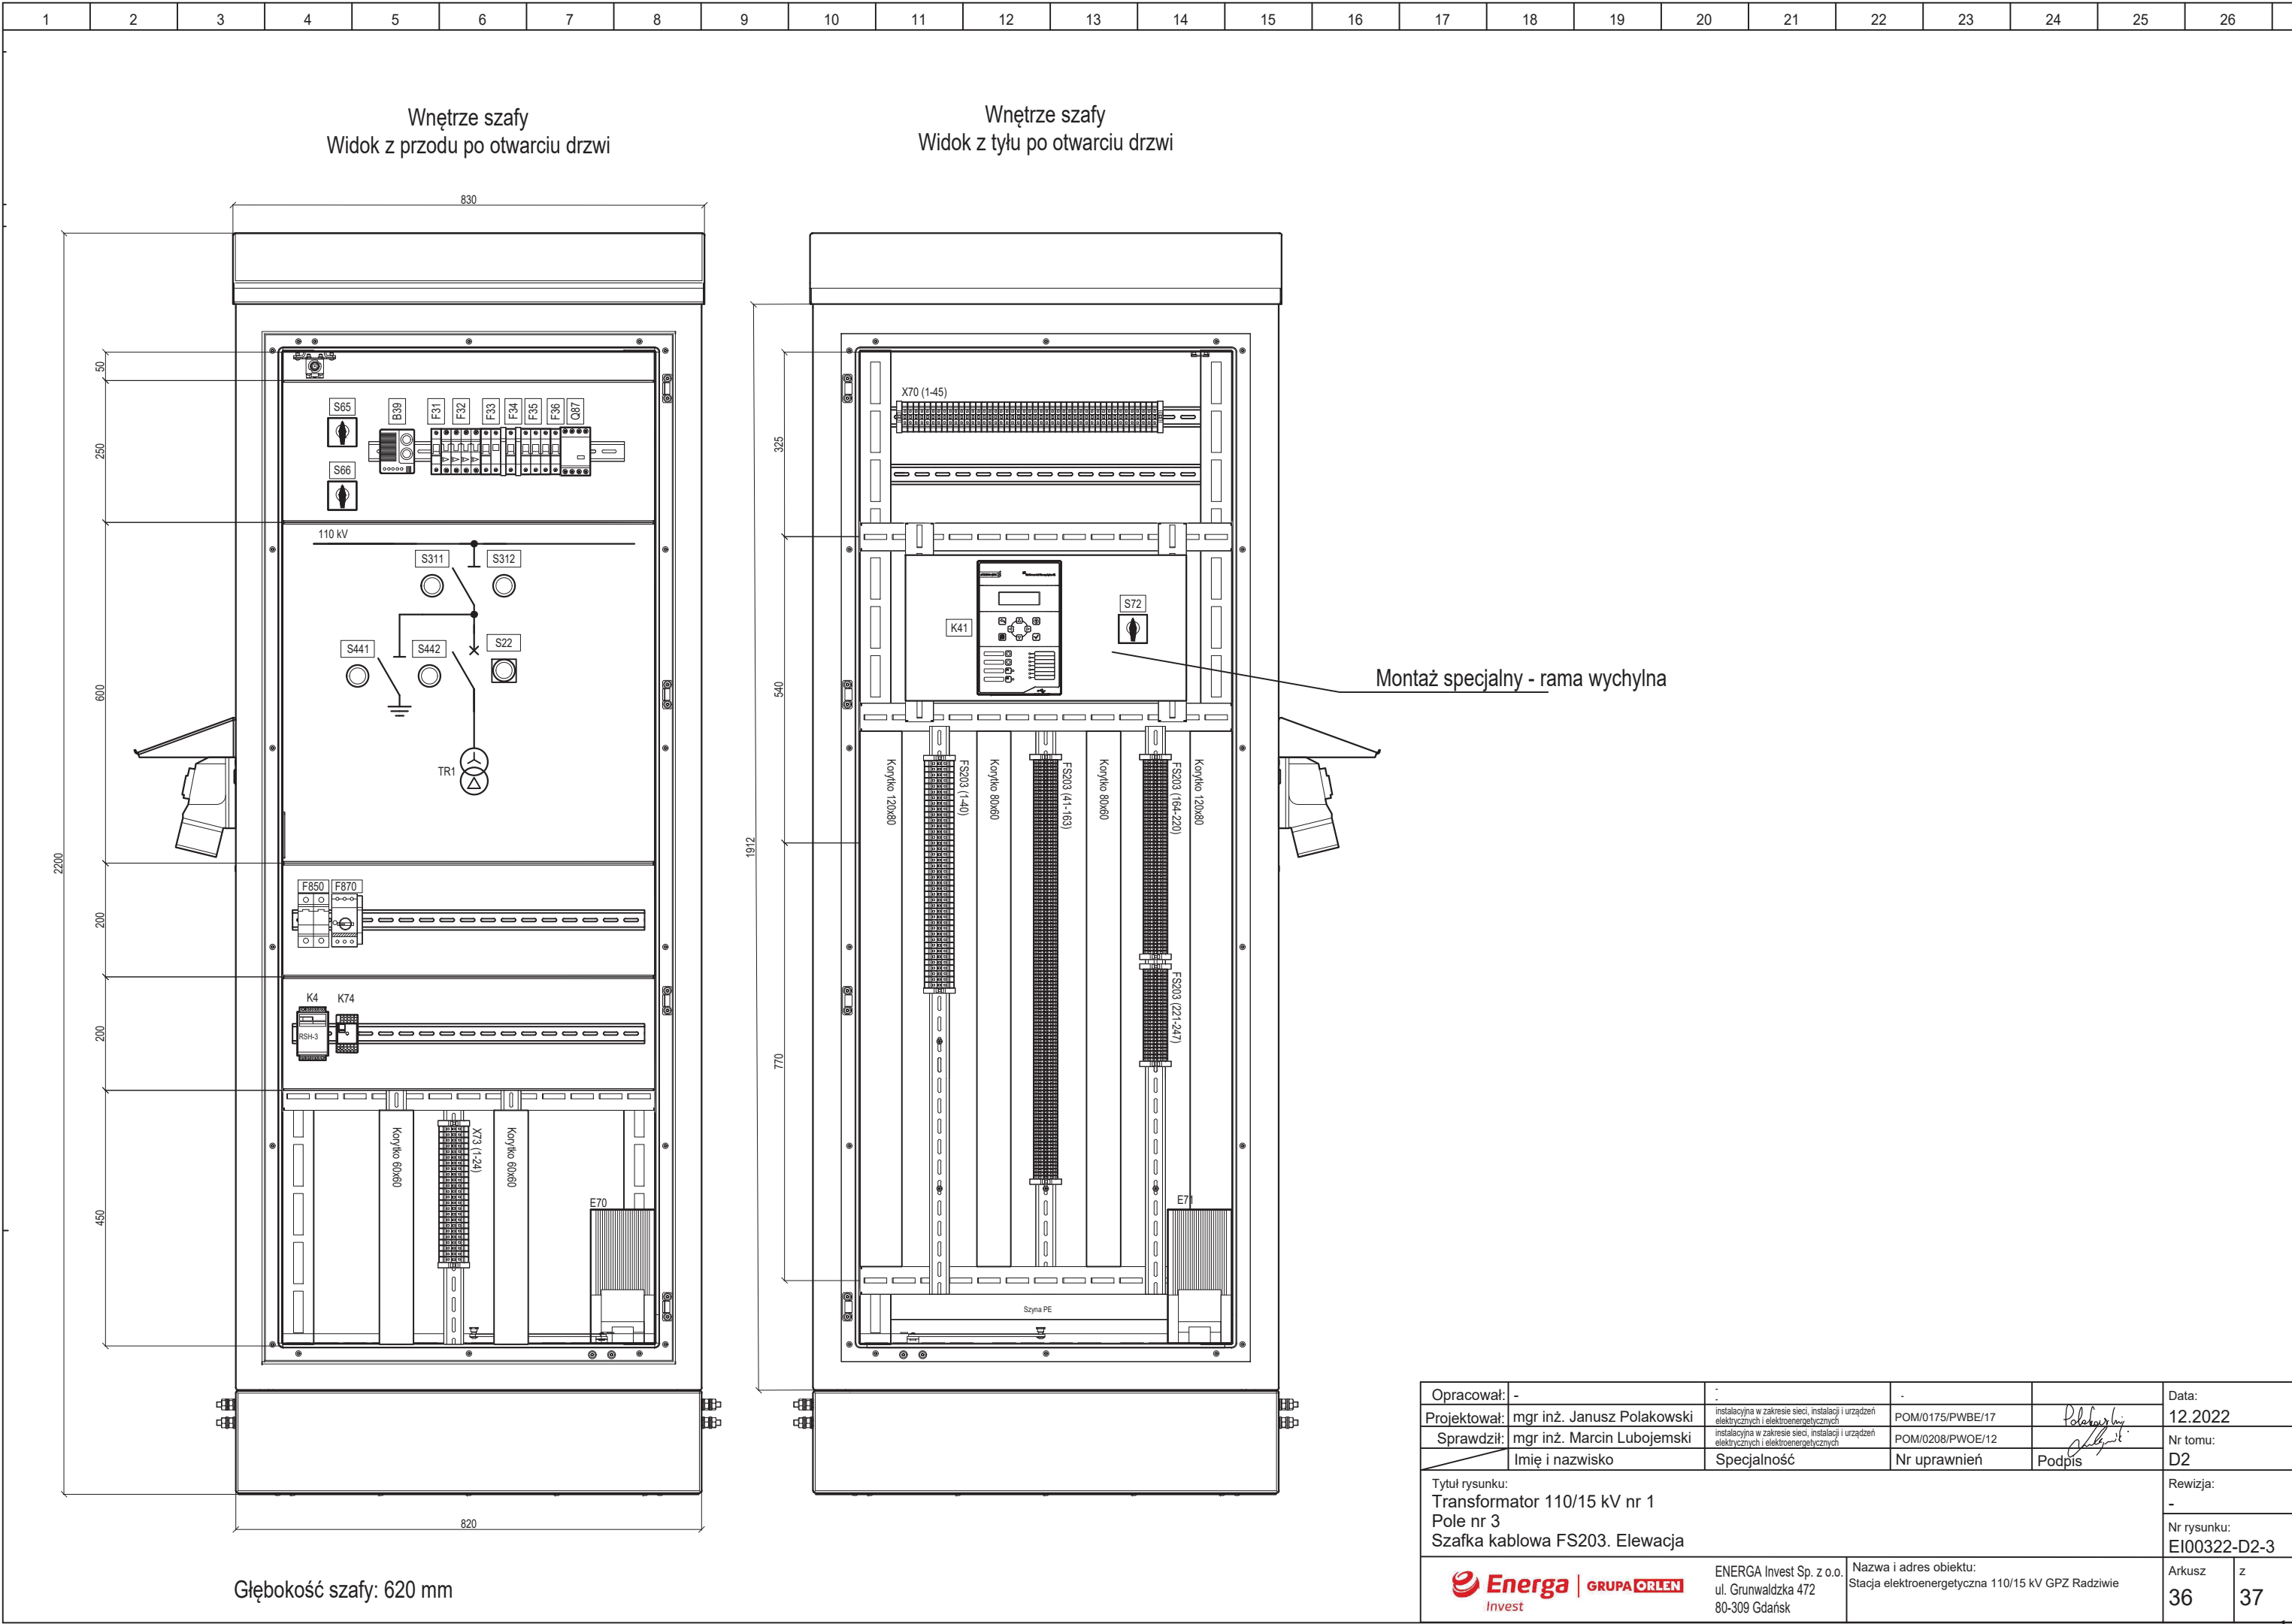 1 2 3 4 5 6 7 8 9 10 11 12 13 14 15 16 17 18 19 20 21 22 23 24 25 26
Wnętrze szafy
Widok z przodu po otwarciu drzwi
Wnętrze szafy
Widok z tyłu po otwarciu drzwi
830
2200
50
250
600
200
200
450
820
S65
S66
B39
F31
F32
F33
F34
F35
F36
Q87
110 kV
S311
S312
S441
S442
S22
TR1
F850
F870
K4
K74
RSH-3
Korytko 60x60
X73 (1-24)
Korytko 60x60
E70
1912
325
540
770
X70 (1-45)
K41
S72
Montaż specjalny - rama wychylna
Korytko 120x80
FS203 (1-40)
Korytko 80x60
FS203 (41-163)
Korytko 80x60
FS203 (164-220)
Korytko 120x80
FS203 (221-247)
E71
Szyna PE
Głębokość szafy: 620 mm
Opracował: - - -
Projektował: mgr inż. Janusz Polakowski instalacyjna w zakresie sieci, instalacji i urządzeń elektrycznych i elektroenergetycznych POM/0175/PWBE/17
Sprawdził: mgr inż. Marcin Lubojemski instalacyjna w zakresie sieci, instalacji i urządzeń elektrycznych i elektroenergetycznych POM/0208/PWOE/12
Imię i nazwisko Specjalność Nr uprawnień Podpis
Data:
12.2022
Nr tomu:
D2
Tytuł rysunku:
Transformator 110/15 kV nr 1
Pole nr 3
Szafka kablowa FS203. Elewacja
Rewizja:
-
Nr rysunku:
EI00322-D2-3
Energa
Invest
GRUPA ORLEN
ENERGA Invest Sp. z o.o.
ul. Grunwaldzka 472
80-309 Gdańsk
Nazwa i adres obiektu:
Stacja elektroenergetyczna 110/15 kV GPZ Radziwie
Arkusz z
36 37